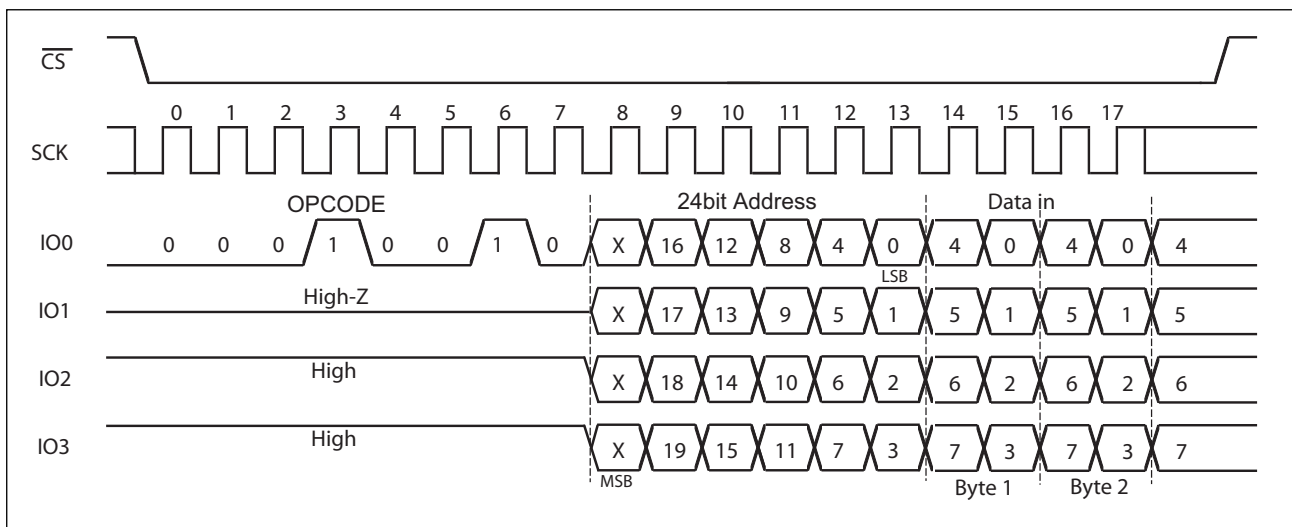 CS
0 1 2 3 4 5 6 7 8 9 10 11 12 13 14 15 16 17
SCK
OPCODE 24bit Address Data in
IO0 0 0 0 1 0 0 1 0 X 16 12 8 4 0 4 0 4 0 4
LSB
IO1 High-Z X 17 13 9 5 1 5 1 5 1 5
IO2 High X 18 14 10 6 2 6 2 6 2 6
IO3 High X 19 15 11 7 3 7 3 7 3 7
MSB Byte 1 Byte 2